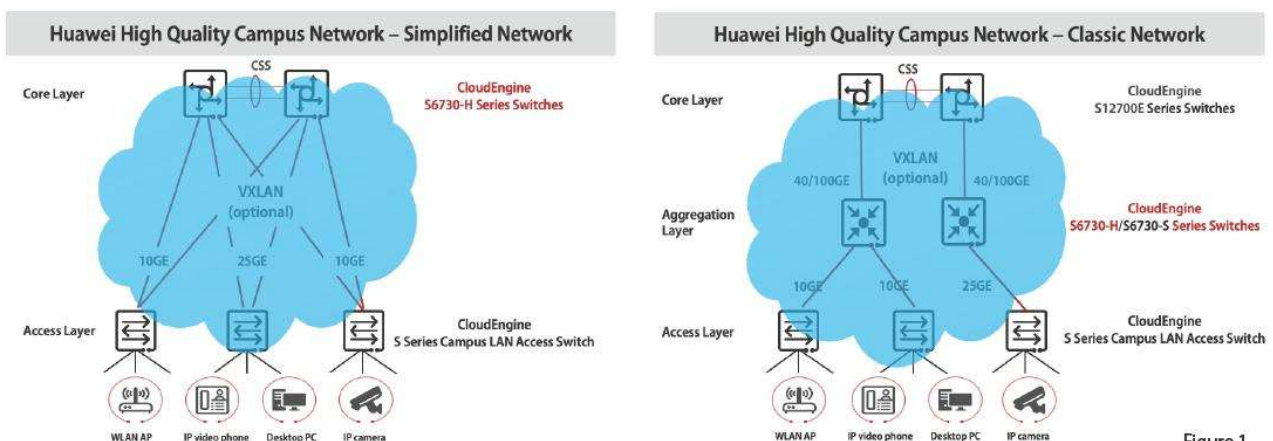 Huawei High Quality Campus Network – Simplified Network
CSS
Core Layer
CloudEngine
S6730-H Series Switches
VXLAN
(optional)
10GE
25GE
10GE
Access Layer
CloudEngine
S Series Campus LAN Access Switch
WLAN AP
IP video phone
Desktop PC
IP camera
Huawei High Quality Campus Network – Classic Network
CSS
Core Layer
CloudEngine
S12700E Series Switches
VXLAN
(optional)
40/100GE
40/100GE
Aggregation
Layer
CloudEngine
S6730-H/S6730-S Series Switches
10GE
10GE
25GE
Access Layer
CloudEngine
S Series Campus LAN Access Switch
WLAN AP
IP video phone
Desktop PC
IP camera
Figure 1